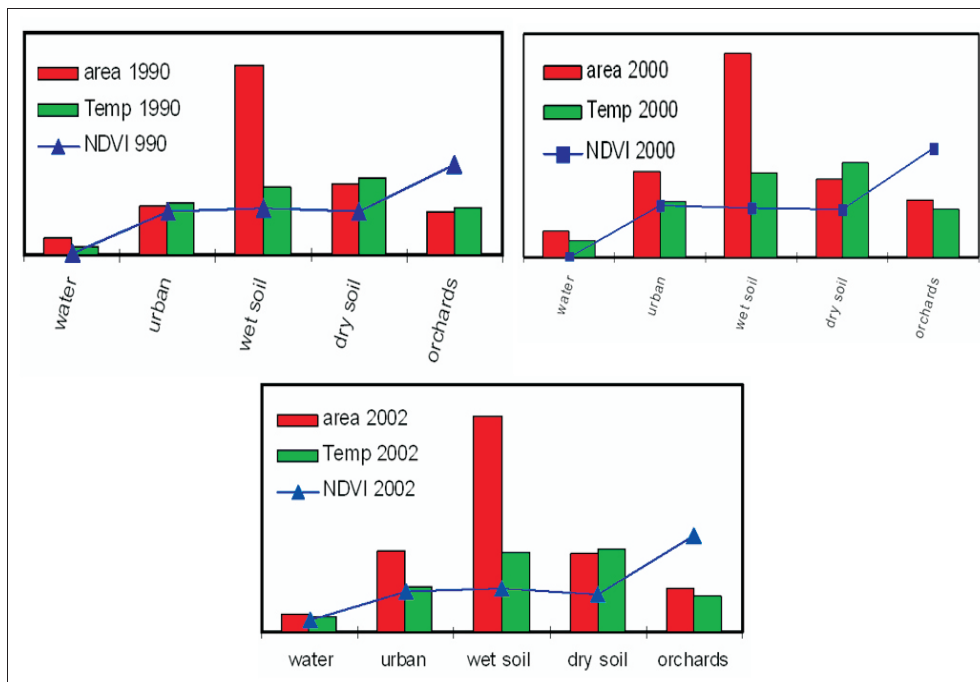 area 1990
Temp 1990
NDVI 990
water
urban
wet soil
dry soil
orchards
area 2000
Temp 2000
NDVI 2000
water
urban
wet soil
dry soil
orchards
area 2002
Temp 2002
NDVI 2002
water urban wet soil dry soil orchards